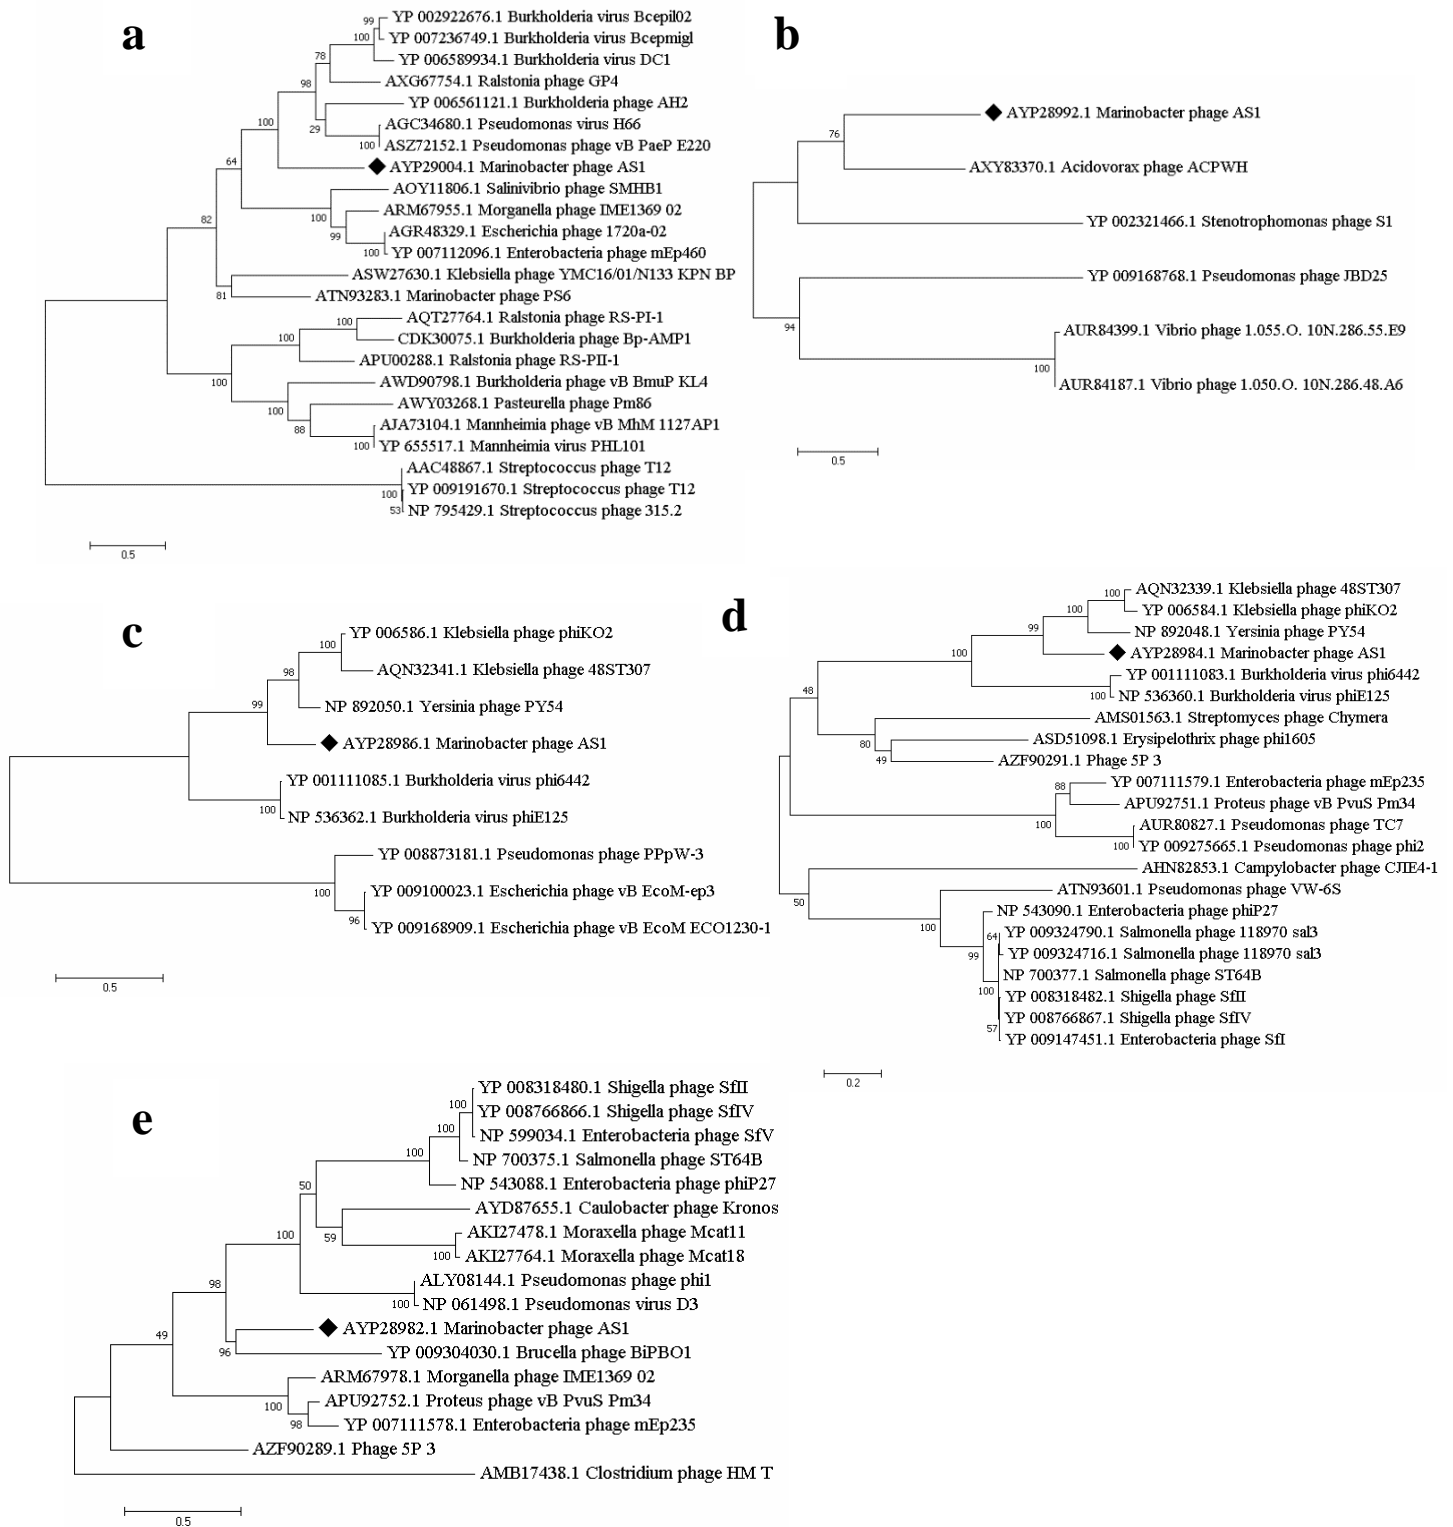 a
99
YP 002922676.1 Burkholderia virus Bcepil02
100
YP 007236749.1 Burkholderia virus Bcepmigl
78
YP 006589934.1 Burkholderia virus DC1
98
AXG67754.1 Ralstonia phage GP4
YP 006561121.1 Burkholderia phage AH2
100
29
AGC34680.1 Pseudomonas virus H66
100
ASZ72152.1 Pseudomonas phage vB PaeP E220
64
AYP29004.1 Marinobacter phage AS1
AOY11806.1 Salinivibrio phage SMHB1
100
ARM67955.1 Morganella phage IME1369 02
82
99
AGR48329.1 Escherichia phage 1720a-02
100
YP 007112096.1 Enterobacteria phage mEp460
ASW27630.1 Klebsiella phage YMC16/01/N133 KPN BP
81
ATN93283.1 Marinobacter phage PS6
100
AQT27764.1 Ralstonia phage RS-PI-1
100
CDK30075.1 Burkholderia phage Bp-AMP1
APU00288.1 Ralstonia phage RS-PII-1
100
AWD90798.1 Burkholderia phage vB BmuP KL4
100
AWY03268.1 Pasteurella phage Pm86
88
AJA73104.1 Mannheimia phage vB MhM 1127AP1
100
YP 655517.1 Mannheimia virus PHL101
AAC48867.1 Streptococcus phage T12
100
YP 009191670.1 Streptococcus phage T12
53
NP 795429.1 Streptococcus phage 315.2
0.5
b
AYP28992.1 Marinobacter phage AS1
76
AXY83370.1 Acidovorax phage ACPWH
YP 002321466.1 Stenotrophomonas phage S1
YP 009168768.1 Pseudomonas phage JBD25
94
AUR84399.1 Vibrio phage 1.055.O. 10N.286.55.E9
100
AUR84187.1 Vibrio phage 1.050.O. 10N.286.48.A6
0.5
c
YP 006586.1 Klebsiella phage phiKO2
100
AQN32341.1 Klebsiella phage 48ST307
98
NP 892050.1 Yersinia phage PY54
99
AYP28986.1 Marinobacter phage AS1
YP 001111085.1 Burkholderia virus phi6442
100
NP 536362.1 Burkholderia virus phiE125
YP 008873181.1 Pseudomonas phage PPpW-3
100
YP 009100023.1 Escherichia phage vB EcoM-ep3
96
YP 009168909.1 Escherichia phage vB EcoM ECO1230-1
0.5
d
AQN32339.1 Klebsiella phage 48ST307
100
YP 006584.1 Klebsiella phage phiKO2
100
NP 892048.1 Yersinia phage PY54
99
AYP28984.1 Marinobacter phage AS1
100
YP 001111083.1 Burkholderia virus phi6442
100
NP 536360.1 Burkholderia virus phiE125
48
AMS01563.1 Streptomyces phage Chymera
80
ASD51098.1 Erysipelothrix phage phi1605
49
AZF90291.1 Phage 5P 3
YP 007111579.1 Enterobacteria phage mEp235
88
APU92751.1 Proteus phage vB PvuS Pm34
100
AUR80827.1 Pseudomonas phage TC7
100
YP 009275665.1 Pseudomonas phage phi2
AHN82853.1 Campylobacter phage CJIE4-1
50
ATN93601.1 Pseudomonas phage VW-6S
100
NP 543090.1 Enterobacteria phage phiP27
64
YP 009324790.1 Salmonella phage 118970 sal3
99
YP 009324716.1 Salmonella phage 118970 sal3
NP 700377.1 Salmonella phage ST64B
100
YP 008318482.1 Shigella phage SfII
YP 008766867.1 Shigella phage SfIV
57
YP 009147451.1 Enterobacteria phage SfI
0.2
e
YP 008318480.1 Shigella phage SfII
100
YP 008766866.1 Shigella phage SfIV
100
NP 599034.1 Enterobacteria phage SfV
100
NP 700375.1 Salmonella phage ST64B
NP 543088.1 Enterobacteria phage phiP27
50
AYD87655.1 Caulobacter phage Kronos
59
AKI27478.1 Moraxella phage Mcat11
100
100
AKI27764.1 Moraxella phage Mcat18
98
ALY08144.1 Pseudomonas phage phi1
100
NP 061498.1 Pseudomonas virus D3
AYP28982.1 Marinobacter phage AS1
49
96
YP 009304030.1 Brucella phage BiPBO1
ARM67978.1 Morganella phage IME1369 02
100
APU92752.1 Proteus phage vB PvuS Pm34
98
YP 007111578.1 Enterobacteria phage mEp235
AZF90289.1 Phage 5P 3
AMB17438.1 Clostridium phage HM T
0.5